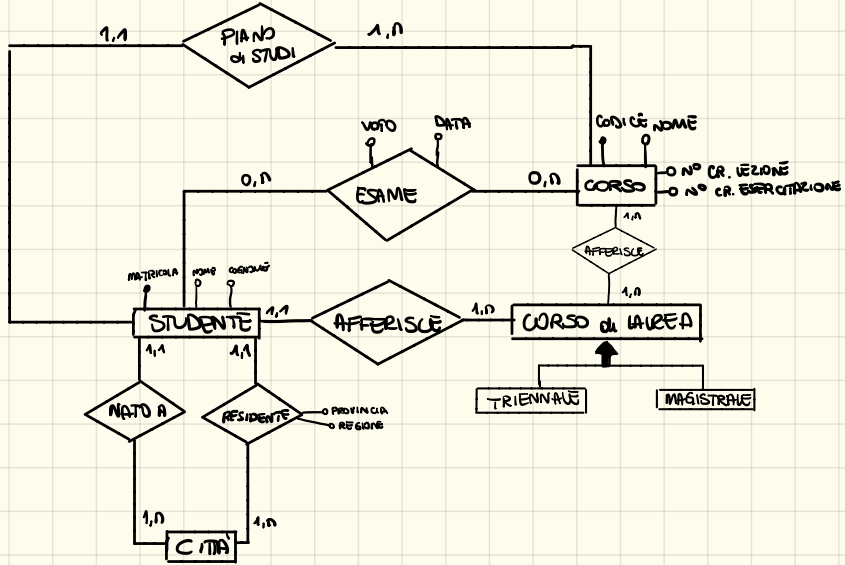 1,1
PIANO
di STUDI
1,n
VOTO
DATA
CODICE
NOME
0,n
ESAME
0,n
CORSO
N° CR. LEZIONE
N° CR. ESERCITAZIONE
1,n
AFFERISCE
1,n
MATRICOLA
NOME
COGNOME
STUDENTE
1,1
AFFERISCE
1,n
CORSO di LAUREA
1,1
1,1
TRIENNALE
MAGISTRALE
NATO A
RESIDENTE
PROVINCIA
REGIONE
1,n
1,n
CITTÀ